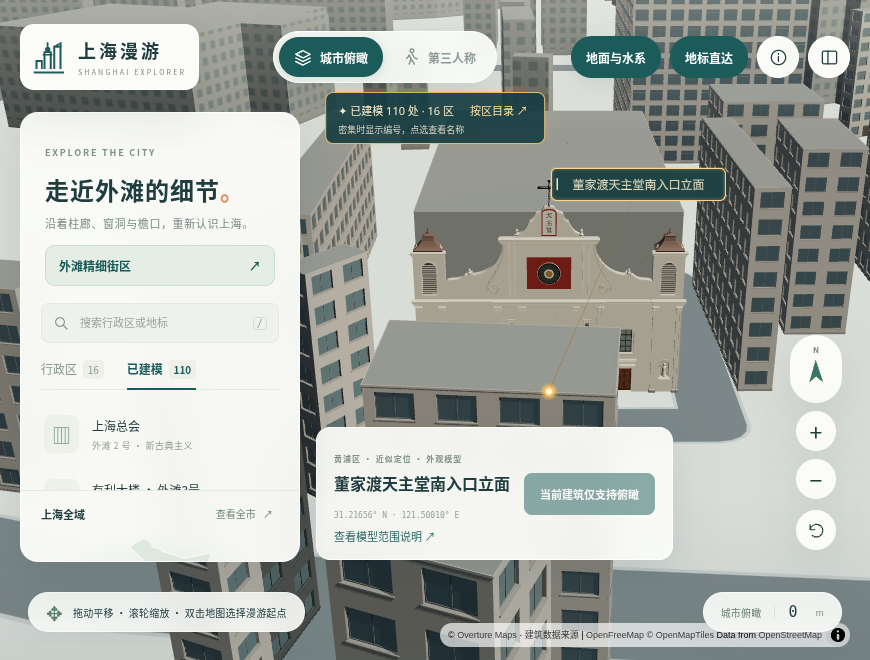 上海漫游
SHANGHAI EXPLORER
城市俯瞰
第三人称
地面与水系
地标直达
✦ 已建模 110 处 · 16 区 按区目录 ↗
密集时显示编号，点选查看名称
董家渡天主堂南入口立面
天主堂
EXPLORE THE CITY
走近外滩的细节。
沿着柱廊、窗洞与檐口，重新认识上海。
外滩精细街区 ↗
搜索行政区或地标 /
行政区 16
已建模 110
上海总会
外滩 2 号 · 新古典主义
有利大楼 · 外滩3号
上海全域
查看全市 ↗
N
黄浦区 · 近似定位 · 外观模型
董家渡天主堂南入口立面
当前建筑仅支持俯瞰
31.21656° N · 121.50010° E
查看模型范围说明 ↗
拖动平移 · 滚轮缩放 · 双击地图选择漫游起点
城市俯瞰 0 m
© Overture Maps · 建筑数据来源 | OpenFreeMap © OpenMapTiles Data from OpenStreetMap